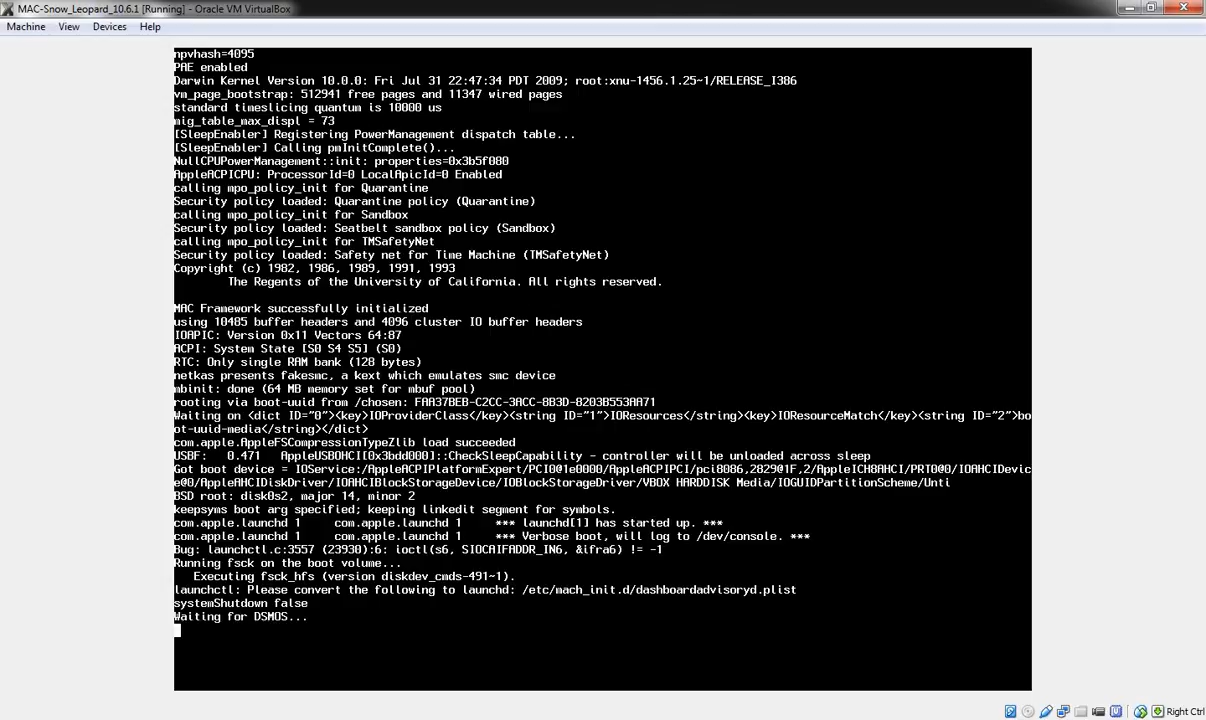 MAC-Snow_Leopard_10.6.1 [Running] - Oracle VM VirtualBox
Machine View Devices Help
npvhash=4095
PAE enabled
Darwin Kernel Version 10.0.0: Fri Jul 31 22:47:34 PDT 2009; root:xnu-1456.1.25~1/RELEASE_I386
vm_page_bootstrap: 512941 free pages and 11347 wired pages
standard timeslicing quantum is 10000 us
mig_table_max_displ = 73
[SleepEnabler] Registering PowerManagement dispatch table...
[SleepEnabler] Calling pmInitComplete()...
NullCPUPowerManagement::init: properties=0x3b5f080
AppleACPICPU: ProcessorId=0 LocalApicId=0 Enabled
calling mpo_policy_init for Quarantine
Security policy loaded: Quarantine policy (Quarantine)
calling mpo_policy_init for Sandbox
Security policy loaded: Seatbelt sandbox policy (Sandbox)
calling mpo_policy_init for TMSafetyNet
Security policy loaded: Safety net for Time Machine (TMSafetyNet)
Copyright (c) 1982, 1986, 1989, 1991, 1993
The Regents of the University of California. All rights reserved.
MAC Framework successfully initialized
using 10485 buffer headers and 4096 cluster IO buffer headers
IOAPIC: Version 0x11 Vectors 64:87
ACPI: System State [S0 S4 S5] (S0)
RTC: Only single RAM bank (128 bytes)
netkas presents fakesmc, a kext which emulates smc device
mbinit: done (64 MB memory set for mbuf pool)
rooting via boot-uuid from /chosen: FAA37BEB-C2CC-3ACC-8B3D-8203B5553AA71
Waiting on <dict ID="0"><key>IOProviderClass</key><string ID="1">IOResources</string><key>IOResourceMatch</key><string ID="2">bo
ot-uuid-media</string></dict>
com.apple.AppleFSCompressionTypeZlib load succeeded
USBF: 0.471 AppleUSBOHCI[0x3bdd000]::CheckSleepCapability - controller will be unloaded across sleep
Got boot device = IOService:/AppleACPIPlatformExpert/PCI0@1e0000/AppleACPIPCI/pci8086,2829@1F,2/AppleICH8AHCI/PRT0@0/IOAHCIDevic
e@0/AppleAHCIDiskDriver/IOAHCIBlockStorageDevice/IOBlockStorageDriver/VBOX HARDDISK Media/IOGUIDPartitionScheme/Unti
BSD root: disk0s2, major 14, minor 2
keepsyms boot arg specified; keeping linkedit segment for symbols.
com.apple.launchd 1 com.apple.launchd 1 *** launchd[1] has started up. ***
com.apple.launchd 1 com.apple.launchd 1 *** Verbose boot, will log to /dev/console. ***
Bug: launchctl.c:3557 (23930):6: ioctl(s6, SIOCAIFADDR_IN6, &ifra6) != -1
Running fsck on the boot volume...
Executing fsck_hfs (version diskdev_cmds-491~1).
launchctl: Please convert the following to launchd: /etc/mach_init.d/dashboardadvisoryd.plist
systemShutdown false
Waiting for DSMOS...
Right Ctrl